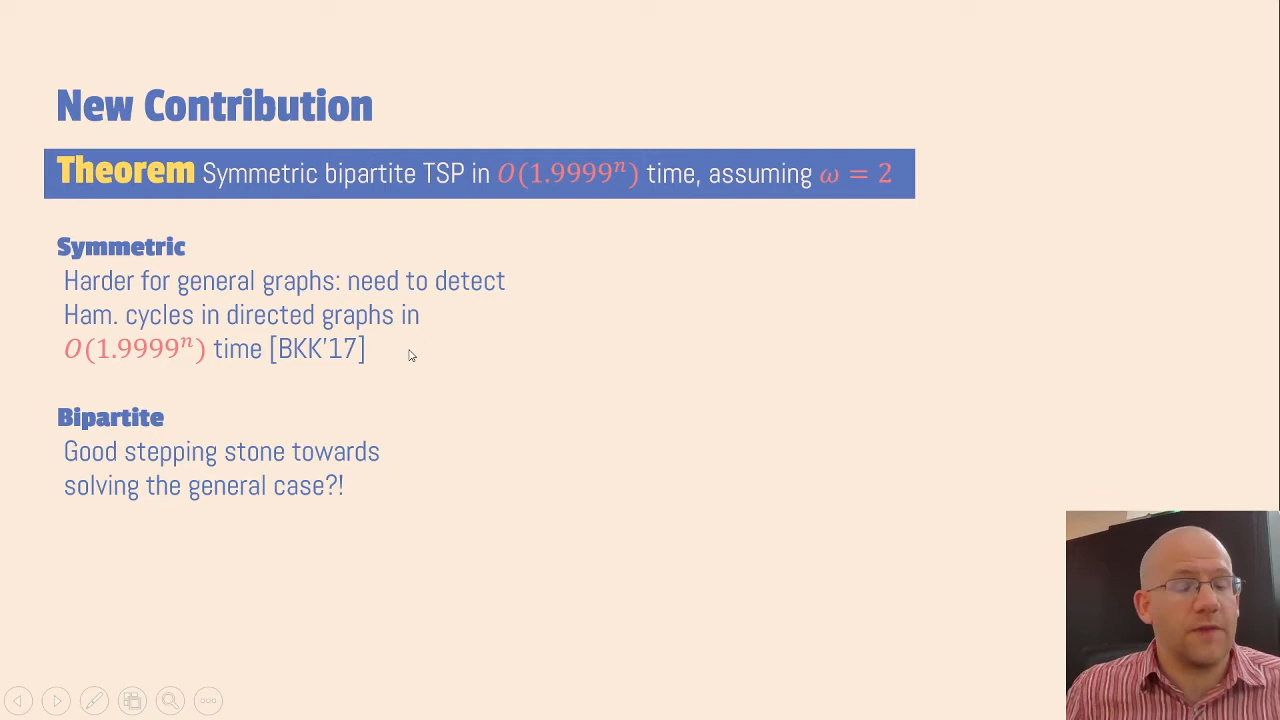 New Contribution
Theorem Symmetric bipartite TSP in O(1.9999ⁿ) time, assuming ω = 2
Symmetric
Harder for general graphs: need to detect
Ham. cycles in directed graphs in
O(1.9999ⁿ) time [BKK'17]
Bipartite
Good stepping stone towards
solving the general case?!